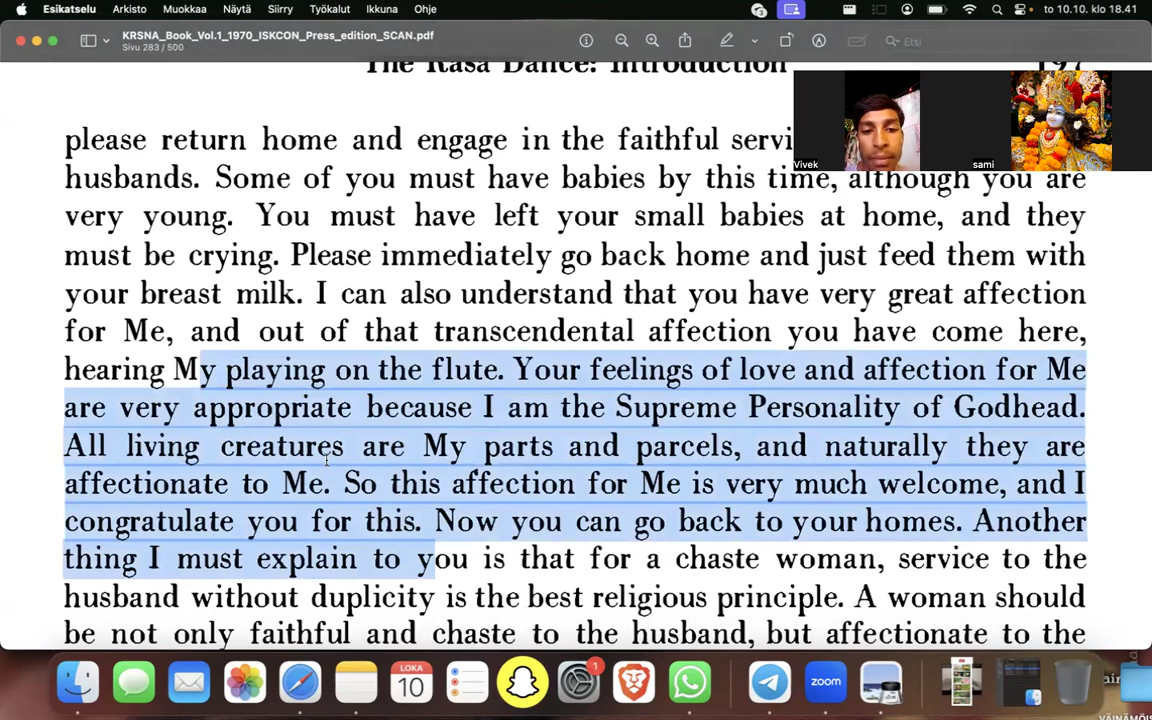 Esikatselu Arkisto Muokkaa Näytä Siirry Työkalut Ikkuna Ohje to 10.10. klo 18.41
KRSNA_Book_Vol.1_1970_ISKCON_Press_edition_SCAN.pdf
Sivu 283 / 500
Etsi
The Rasa Dance: Introduction 197
Vivek
sami
please return home and engage in the faithful servi
husbands. Some of you must have babies by this time, although you are
very young. You must have left your small babies at home, and they
must be crying. Please immediately go back home and just feed them with
your breast milk. I can also understand that you have very great affection
for Me, and out of that transcendental affection you have come here,
hearing My playing on the flute. Your feelings of love and affection for Me
are very appropriate because I am the Supreme Personality of Godhead.
All living creatures are My parts and parcels, and naturally they are
affectionate to Me. So this affection for Me is very much welcome, and I
congratulate you for this. Now you can go back to your homes. Another
thing I must explain to you is that for a chaste woman, service to the
husband without duplicity is the best religious principle. A woman should
be not only faithful and chaste to the husband, but affectionate to the
LOKA
10
1
zoom